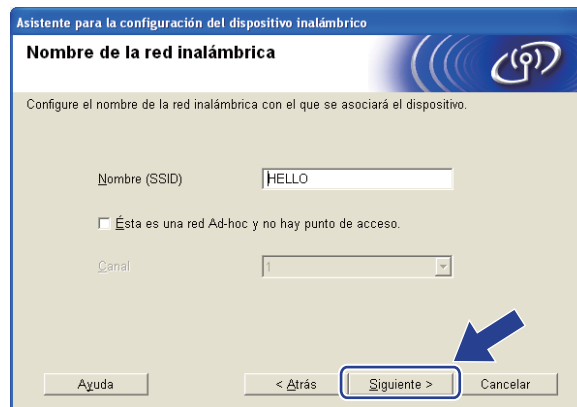 Asistente para la configuración del dispositivo inalámbrico
Nombre de la red inalámbrica
Configure el nombre de la red inalámbrica con el que se asociará el dispositivo.
Nombre (SSID) HELLO
Ésta es una red Ad-hoc y no hay punto de acceso.
Canal 1
Ayuda < Atrás Siguiente > Cancelar